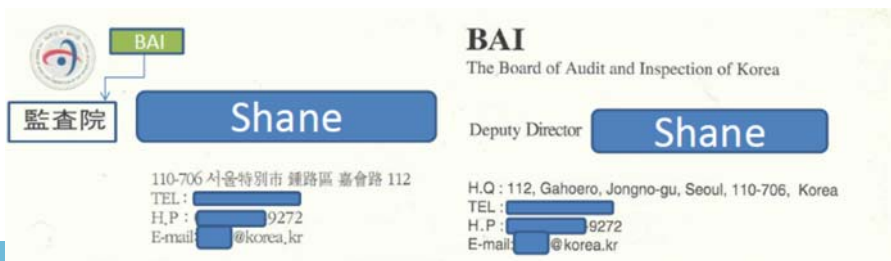 BAI
監査院
Shane
110-706 서울特別市 鍾路區 嘉會路 112
TEL :
H.P : 9272
E-mail: @korea.kr
BAI
The Board of Audit and Inspection of Korea
Deputy Director Shane
H.Q : 112, Gahoero, Jongno-gu, Seoul, 110-706, Korea
TEL :
H.P : -9272
E-mail: @korea.kr